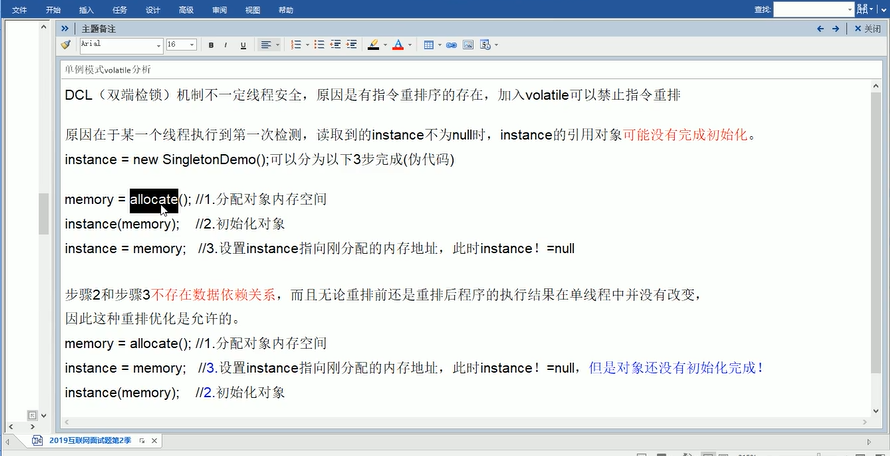 文件 开始 插入 任务 设计 高级 审阅 视图 帮助 查找:
主题备注 关闭
Arial 16 B I U
单例模式volatile分析
DCL（双端检锁）机制不一定线程安全，原因是有指令重排序的存在，加入volatile可以禁止指令重排
原因在于某一个线程执行到第一次检测，读取到的instance不为null时，instance的引用对象可能没有完成初始化。
instance = new SingletonDemo();可以分为以下3步完成(伪代码)
memory = allocate(); //1.分配对象内存空间
instance(memory); //2.初始化对象
instance = memory; //3.设置instance指向刚分配的内存地址，此时instance！=null
步骤2和步骤3不存在数据依赖关系，而且无论重排前还是重排后程序的执行结果在单线程中并没有改变，
因此这种重排优化是允许的。
memory = allocate(); //1.分配对象内存空间
instance = memory; //3.设置instance指向刚分配的内存地址，此时instance！=null，但是对象还没有初始化完成！
instance(memory); //2.初始化对象
2019互联网面试题第2季